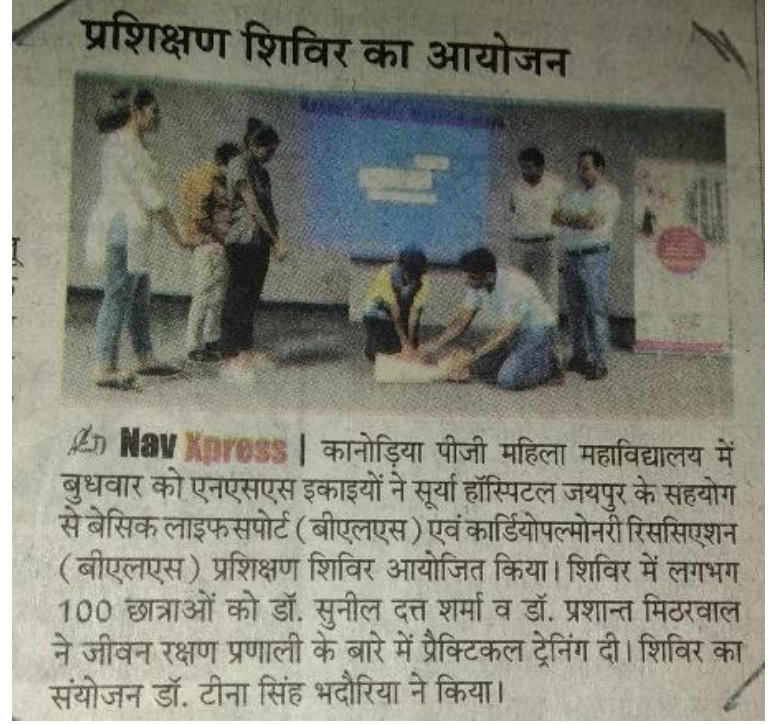 प्रशिक्षण शिविर का आयोजन
Nav Xpress | कानोड़िया पीजी महिला महाविद्यालय में
बुधवार को एनएसएस इकाइयों ने सूर्या हॉस्पिटल जयपुर के सहयोग
से बेसिक लाइफसपोर्ट (बीएलएस) एवं कार्डियोपल्मोनरी रिससिएशन
(बीएलएस) प्रशिक्षण शिविर आयोजित किया। शिविर में लगभग
100 छात्राओं को डॉ. सुनील दत्त शर्मा व डॉ. प्रशान्त मिठरवाल
ने जीवन रक्षण प्रणाली के बारे में प्रैक्टिकल ट्रेनिंग दी। शिविर का
संयोजन डॉ. टीना सिंह भदौरिया ने किया।